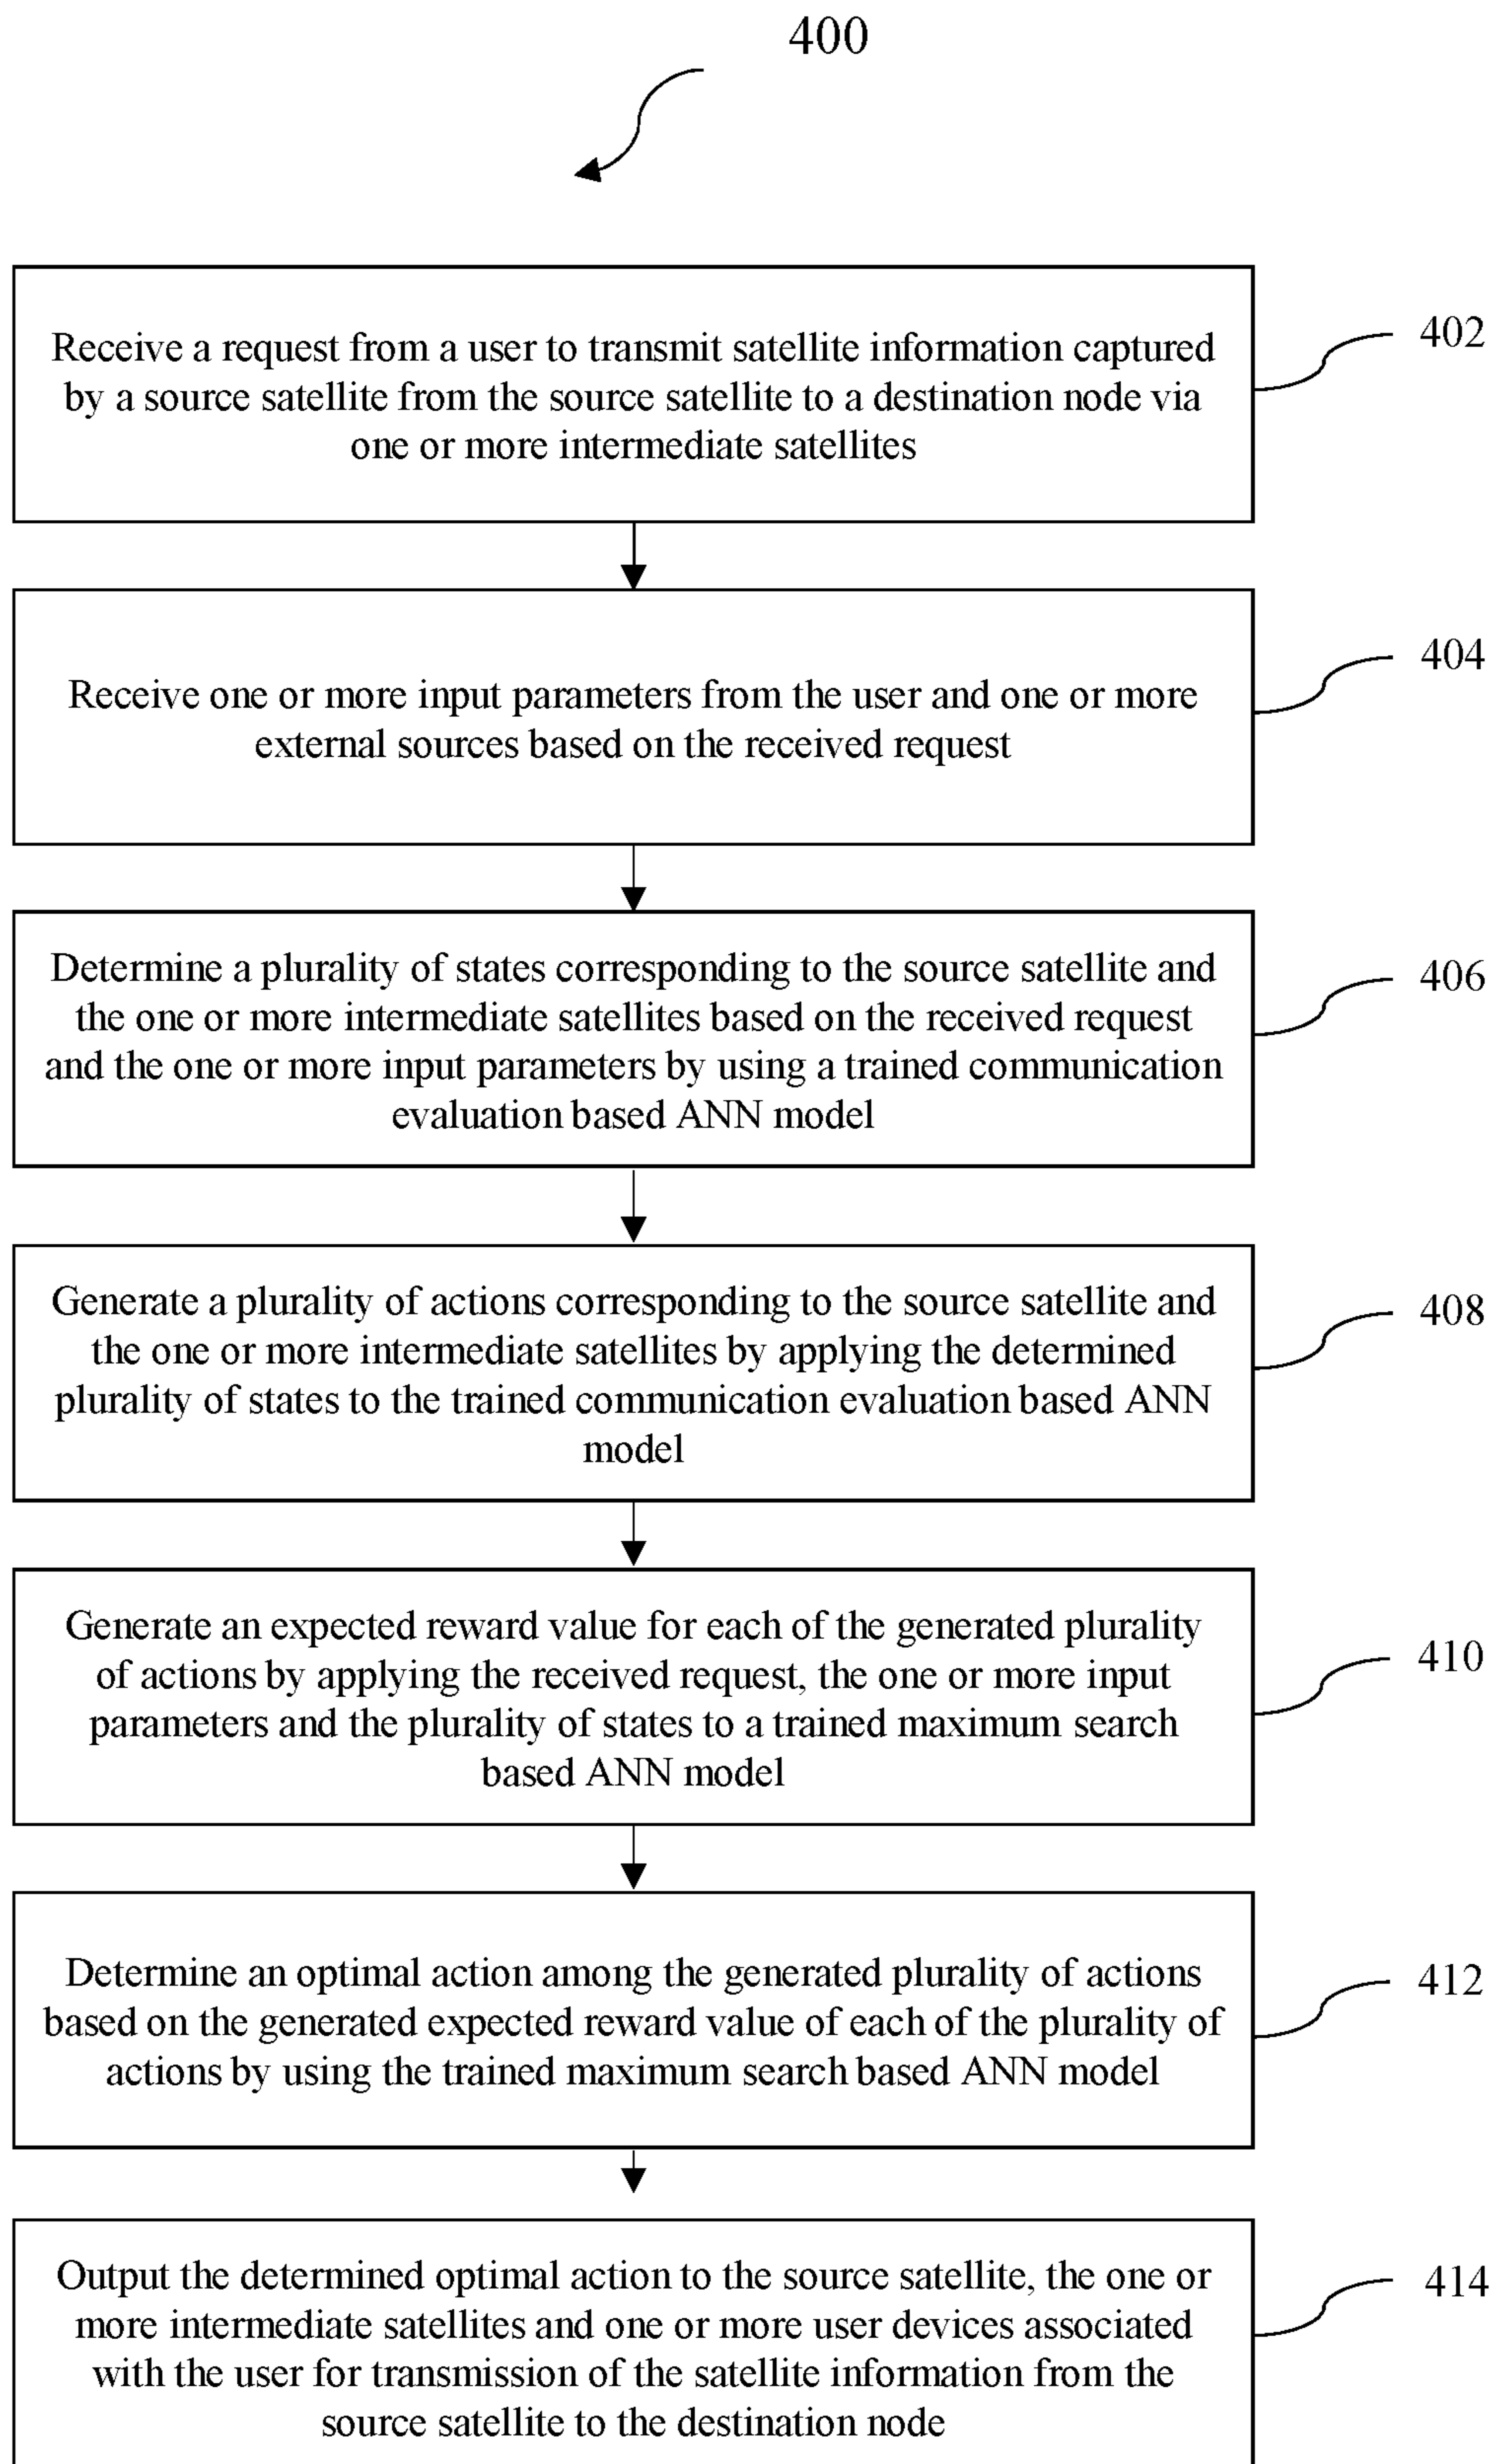 400
Receive a request from a user to transmit satellite information captured
by a source satellite from the source satellite to a destination node via
one or more intermediate satellites
402
Receive one or more input parameters from the user and one or more
external sources based on the received request
404
Determine a plurality of states corresponding to the source satellite and
the one or more intermediate satellites based on the received request
and the one or more input parameters by using a trained communication
evaluation based ANN model
406
Generate a plurality of actions corresponding to the source satellite and
the one or more intermediate satellites by applying the determined
plurality of states to the trained communication evaluation based ANN
model
408
Generate an expected reward value for each of the generated plurality
of actions by applying the received request, the one or more input
parameters and the plurality of states to a trained maximum search
based ANN model
410
Determine an optimal action among the generated plurality of actions
based on the generated expected reward value of each of the plurality of
actions by using the trained maximum search based ANN model
412
Output the determined optimal action to the source satellite, the one or
more intermediate satellites and one or more user devices associated
with the user for transmission of the satellite information from the
source satellite to the destination node
414